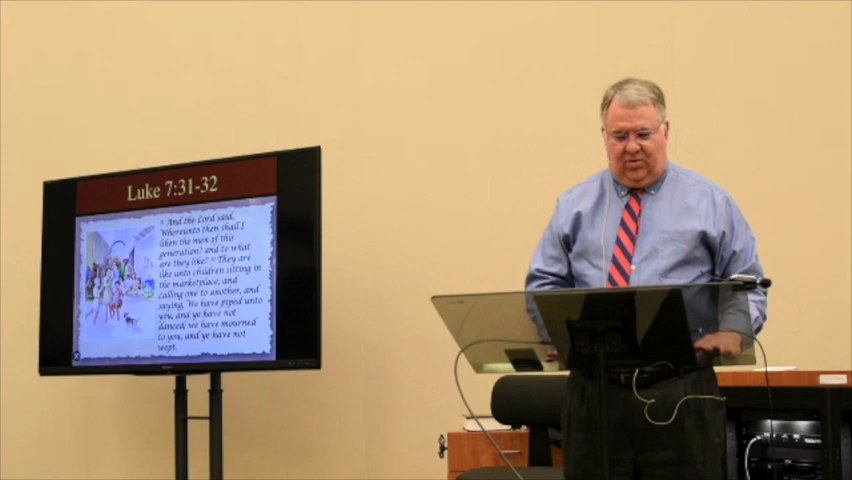 Luke 7:31-32
31 And the Lord said,
Whereunto then shall I
liken the men of this
generation? and to what
are they like? 32 They are
like unto children sitting in
the marketplace, and
calling one to another, and
saying, We have piped unto
you, and ye have not
danced; we have mourned
to you, and ye have not
wept.